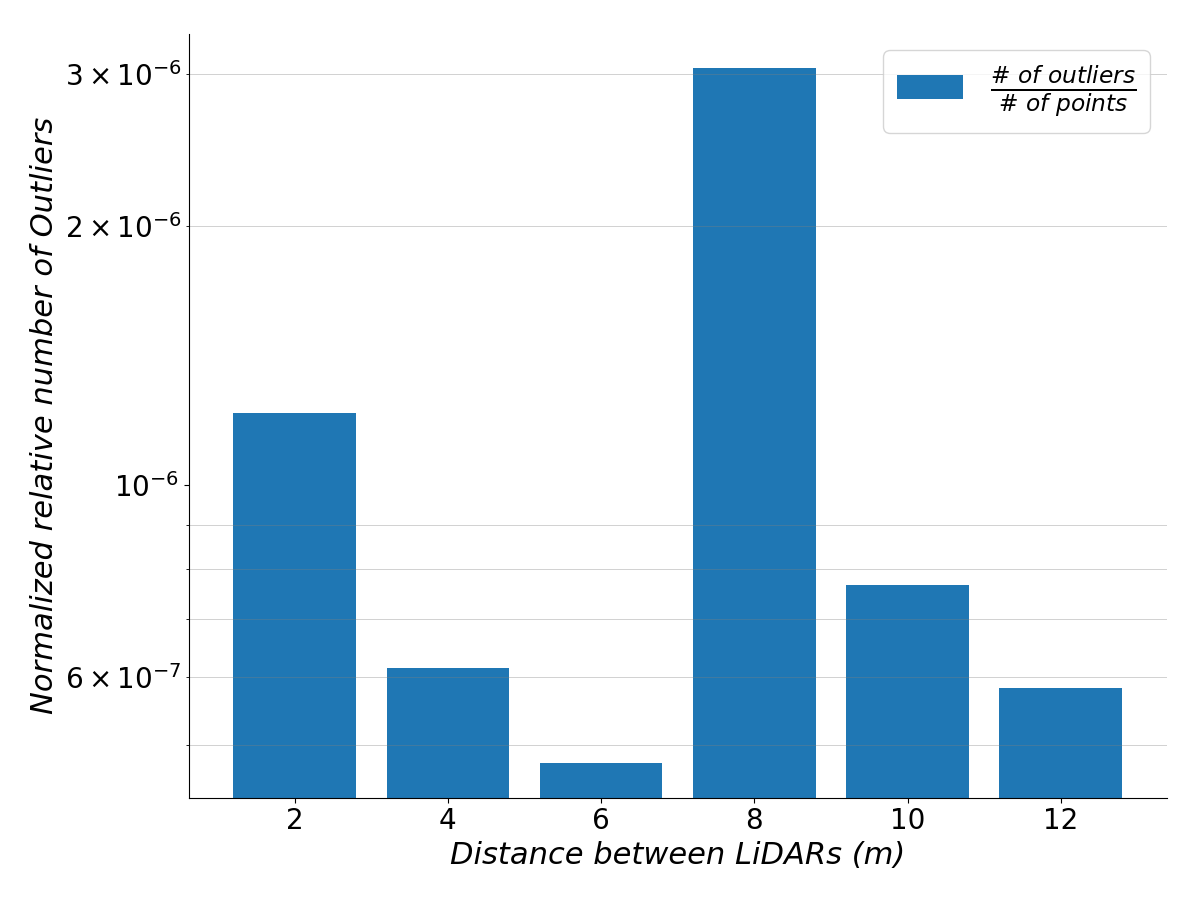 Normalized relative number of Outliers
3 × 10⁻⁶
2 × 10⁻⁶
10⁻⁶
6 × 10⁻⁷
# of outliers
# of points
2 4 6 8 10 12
Distance between LiDARs (m)